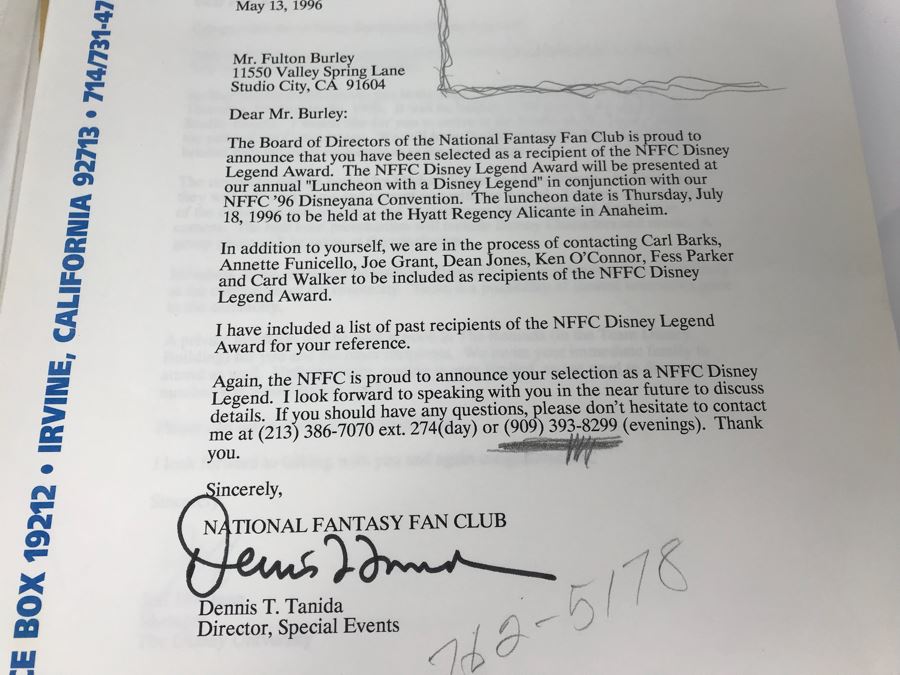 May 13, 1996
Mr. Fulton Burley
11550 Valley Spring Lane
Studio City, CA 91604
Dear Mr. Burley:
The Board of Directors of the National Fantasy Fan Club is proud to
announce that you have been selected as a recipient of the NFFC Disney
Legend Award. The NFFC Disney Legend Award will be presented at
our annual "Luncheon with a Disney Legend" in conjunction with our
NFFC '96 Disneyana Convention. The luncheon date is Thursday, July
18, 1996 to be held at the Hyatt Regency Alicante in Anaheim.
In addition to yourself, we are in the process of contacting Carl Barks,
Annette Funicello, Joe Grant, Dean Jones, Ken O'Connor, Fess Parker
and Card Walker to be included as recipients of the NFFC Disney
Legend Award.
I have included a list of past recipients of the NFFC Disney Legend
Award for your reference.
Again, the NFFC is proud to announce your selection as a NFFC Disney
Legend. I look forward to speaking with you in the near future to discuss
details. If you should have any questions, please don't hesitate to contact
me at (213) 386-7070 ext. 274(day) or (909) 393-8299 (evenings). Thank
you.
Sincerely,
NATIONAL FANTASY FAN CLUB
Dennis T. Tanida
Dennis T. Tanida
Director, Special Events
762-5178
CE BOX 19212 • IRVINE, CALIFORNIA 92713 • 714/731-47